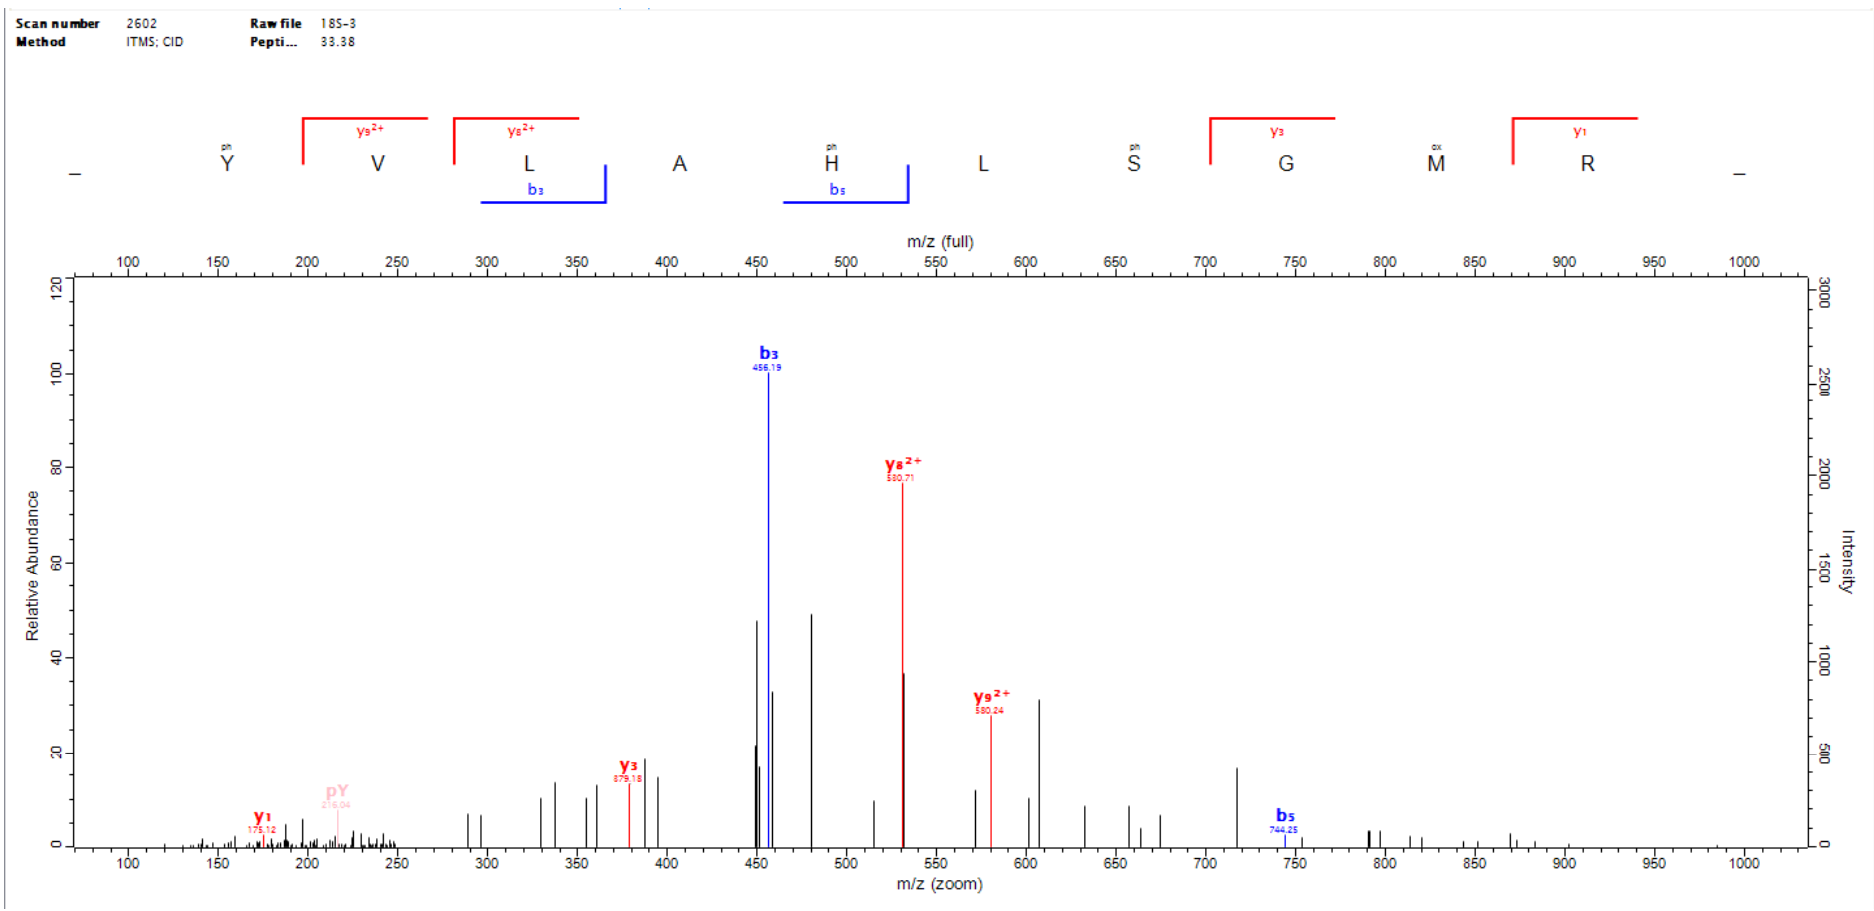 Scan number 2602 Raw file 18S-3
Method ITMS; CID Pepti... 33.38
y₉²⁺ y₈²⁺ y₃ y₁
ph ph ph ox
_ Y V L A H L S G M R _
b₃ b₅
m/z (full)
100 150 200 250 300 350 400 450 500 550 600 650 700 750 800 850 900 950 1000
120
100
80
60
40
20
0
Relative Abundance
3000
2500
2000
1500
1000
500
0
Intensity
b₃
456.19
y₈²⁺
530.71
y₉²⁺
580.24
y₃
379.18
pY
216.04
y₁
175.12
b₅
744.25
100 150 200 250 300 350 400 450 500 550 600 650 700 750 800 850 900 950 1000
m/z (zoom)